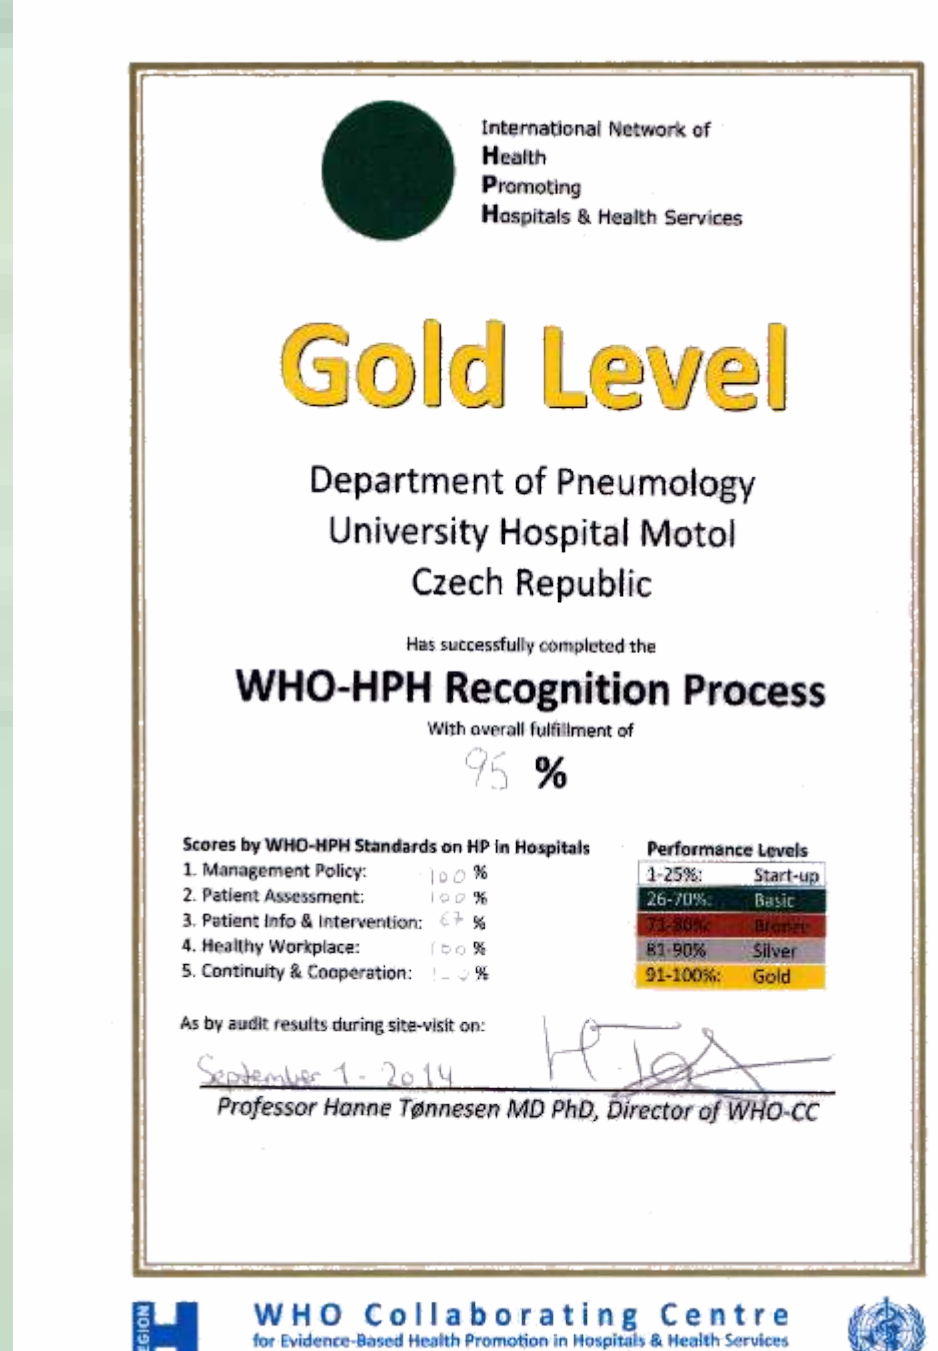 International Network of
Health
Promoting
Hospitals & Health Services
Gold Level
Department of Pneumology
University Hospital Motol
Czech Republic
Has successfully completed the
WHO-HPH Recognition Process
With overall fulfillment of
95 %
Scores by WHO-HPH Standards on HP in Hospitals
1. Management Policy: 100 %
2. Patient Assessment: 100 %
3. Patient Info & Intervention: 67 %
4. Healthy Workplace: 100 %
5. Continuity & Cooperation: %
Performance Levels
1-25%: Start-up
26-70%: Basic
71-80%: Bronze
81-90% Silver
91-100%: Gold
As by audit results during site-visit on:
September 1 - 2014
Professor Hanne Tønnesen MD PhD, Director of WHO-CC
REGION
WHO Collaborating Centre
for Evidence-Based Health Promotion in Hospitals & Health Services